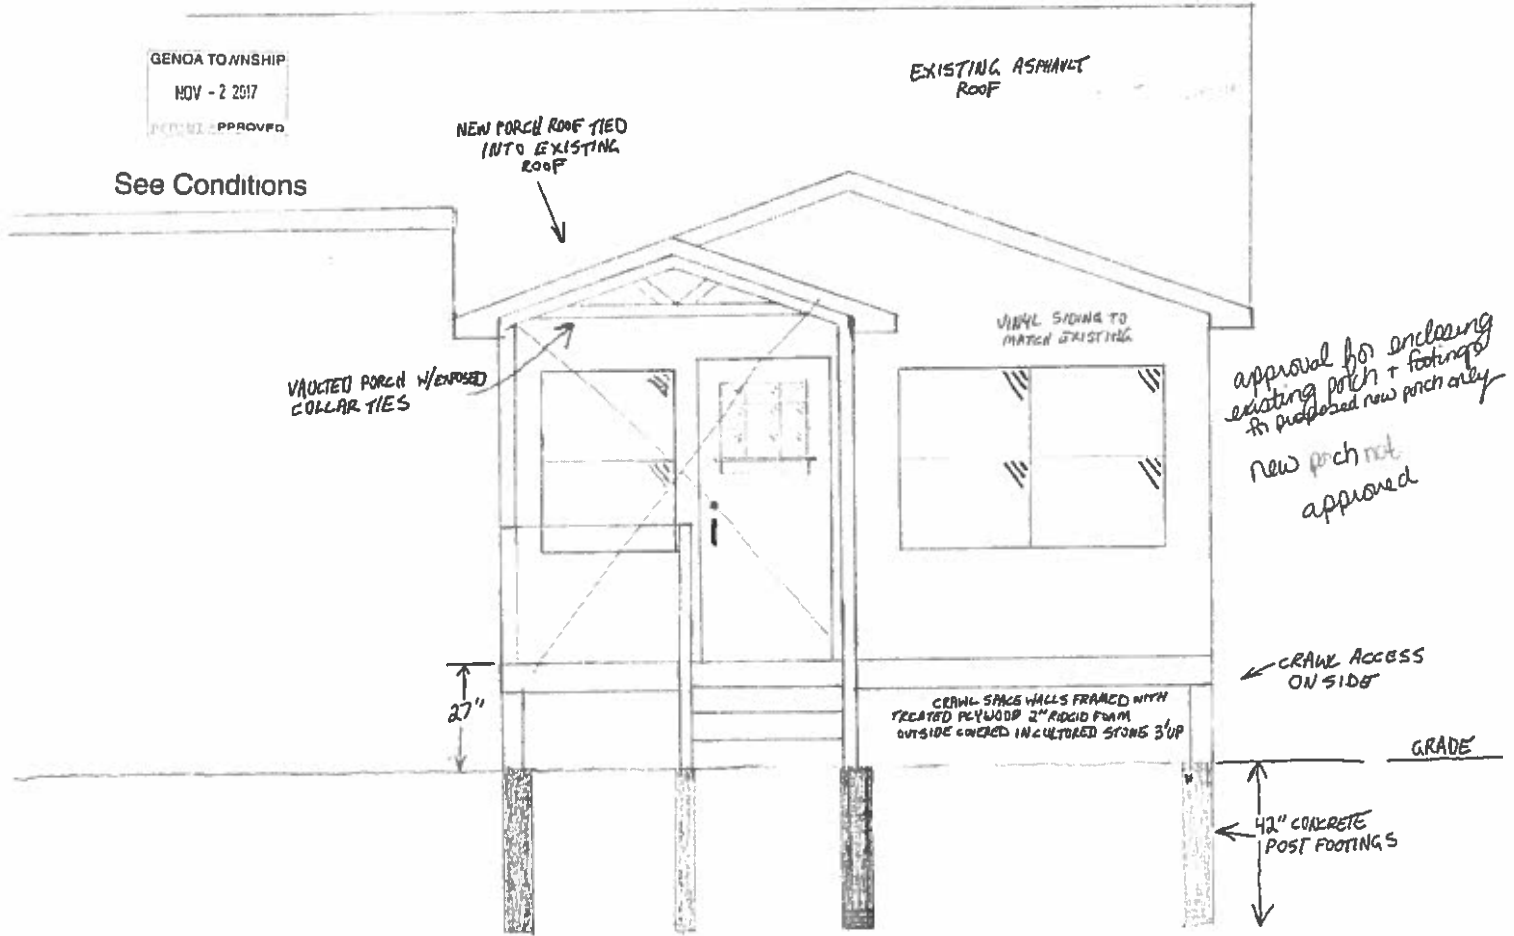 GENOA TOWNSHIP
NOV - 2 2017
APPROVED
See Conditions
EXISTING ASPHAULT
ROOF
NEW PORCH ROOF TIED
INTO EXISTING
ROOF
VAULTED PORCH W/EXPOSED
COLLAR TIES
VINYL SIDING TO
MATCH EXISTING
approval for enclosing
existing porch + footings
for proposed new porch only
new porch not
approved
CRAWL ACCESS
ON SIDE
27"
CRAWL SPACE WALLS FRAMED WITH
TREATED PLYWOOD 2" RIDGID FOAM
OUTSIDE COVERED IN CULTURED STONE 3' UP
GRADE
42" CONCRETE
POST FOOTINGS